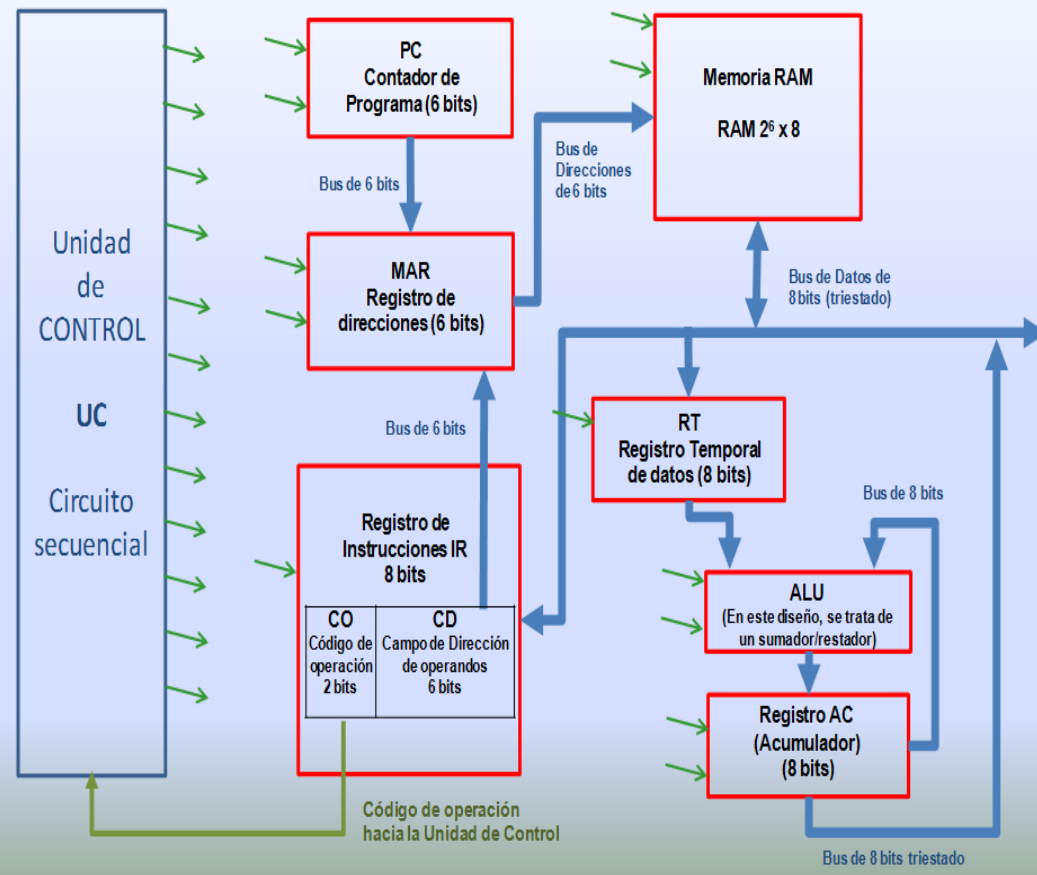 Unidad
de
CONTROL
UC
Circuito
secuencial
PC
Contador de
Programa (6 bits)
Bus de 6 bits
MAR
Registro de
direcciones (6 bits)
Bus de 6 bits
Registro de
Instrucciones IR
8 bits
CO
Código de
operación
2 bits
CD
Campo de Dirección
de operandos
6 bits
Código de operación
hacia la Unidad de Control
Bus de
Direcciones
de 6 bits
Memoria RAM
RAM 2⁶ x 8
Bus de Datos de
8 bits (triestado)
RT
Registro Temporal
de datos (8 bits)
Bus de 8 bits
ALU
(En este diseño, se trata de
un sumador/restador)
Registro AC
(Acumulador)
(8 bits)
Bus de 8 bits triestado